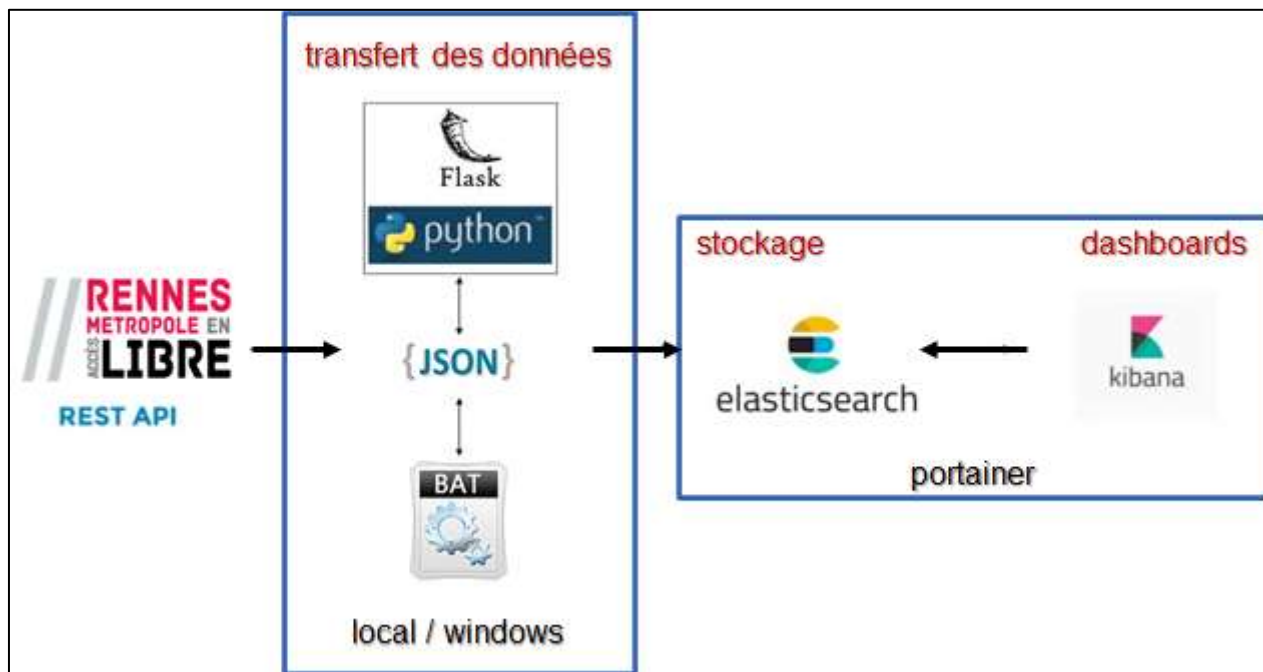 transfert des données
Flask
python™
stockage
dashboards
RENNES
METROPOLE EN
ACCÈS
LIBRE
REST API
{JSON}
elasticsearch
kibana
BAT
portainer
local / windows